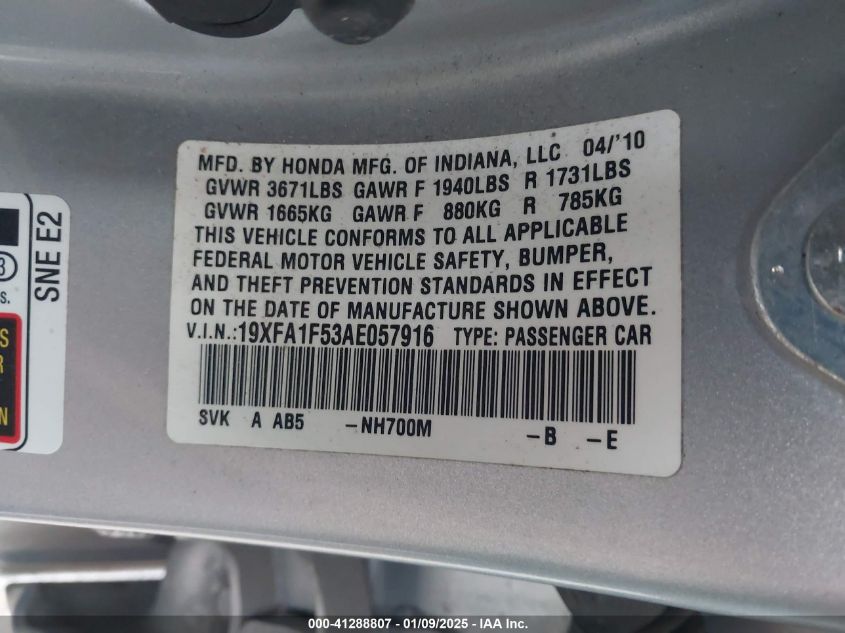 MFD. BY HONDA MFG. OF INDIANA, LLC 04/'10
GVWR 3671LBS GAWR F 1940LBS R 1731LBS
GVWR 1665KG GAWR F 880KG R 785KG
THIS VEHICLE CONFORMS TO ALL APPLICABLE
FEDERAL MOTOR VEHICLE SAFETY, BUMPER,
AND THEFT PREVENTION STANDARDS IN EFFECT
ON THE DATE OF MANUFACTURE SHOWN ABOVE.
V.I.N.:19XFA1F53AE057916 TYPE: PASSENGER CAR
SVK A AB5 -NH700M -B -E
SNE E2
000-41288807 - 01/09/2025 - IAA Inc.